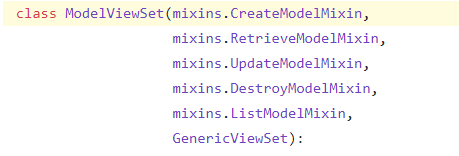 class ModelViewSet(mixins.CreateModelMixin,
mixins.RetrieveModelMixin,
mixins.UpdateModelMixin,
mixins.DestroyModelMixin,
mixins.ListModelMixin,
GenericViewSet):